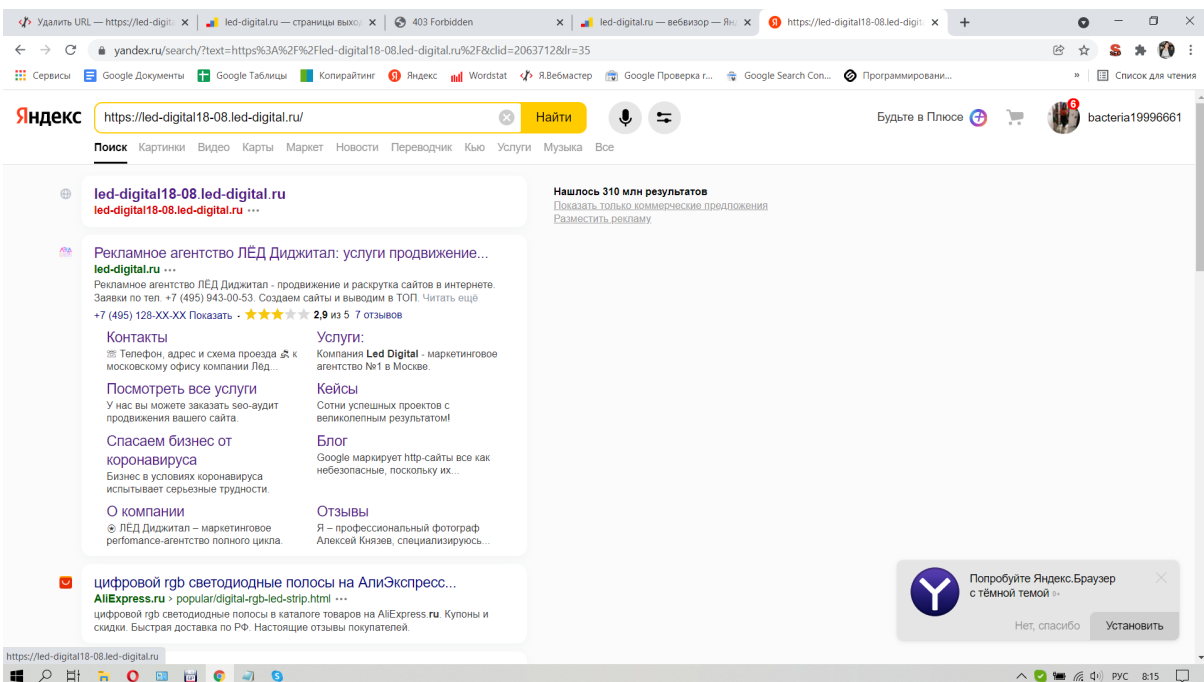 Удалить URL — https://led-digit
led-digital.ru — страницы выход
403 Forbidden
led-digital.ru — вебвизор — Ян
https://led-digital18-08.led-digit
yandex.ru/search/?text=https%3A%2F%2Fled-digital18-08.led-digital.ru%2F&clid=2063712&lr=35
Сервисы Google Документы Google Таблицы Копирайтинг Яндекс Wordstat Я.Вебмастер Google Проверка г... Google Search Con... Программировани... » Список для чтения
Яндекс
https://led-digital18-08.led-digital.ru/
Найти
Будьте в Плюсе
6
bacteria19996661
Поиск Картинки Видео Карты Маркет Новости Переводчик Кью Услуги Музыка Все
led-digital18-08.led-digital.ru
led-digital18-08.led-digital.ru
Нашлось 310 млн результатов
Показать только коммерческие предложения
Разместить рекламу
Рекламное агентство ЛЁД Диджитал: услуги продвижение...
led-digital.ru
Рекламное агентство ЛЁД Диджитал - продвижение и раскрутка сайтов в интернете.
Заявки по тел. +7 (495) 943-00-53. Создаем сайты и выводим в ТОП. Читать ещё
+7 (495) 128-XX-XX Показать · 2,9 из 5 7 отзывов
Контакты
☏ Телефон, адрес и схема проезда к
московскому офису компании Лёд...
Услуги:
Компания Led Digital - маркетинговое
агентство №1 в Москве.
Посмотреть все услуги
У нас вы можете заказать seo-аудит
продвижения вашего сайта.
Кейсы
Сотни успешных проектов с
великолепным результатом!
Спасаем бизнес от
коронавируса
Бизнес в условиях коронавируса
испытывает серьезные трудности.
Блог
Google маркирует http-сайты все как
небезопасные, поскольку их...
О компании
ЛЁД Диджитал – маркетинговое
perfomance-агентство полного цикла.
Отзывы
Я – профессиональный фотограф
Алексей Князев, специализируюсь...
цифровой rgb светодиодные полосы на АлиЭкспресс...
AliExpress.ru › popular/digital-rgb-led-strip.html
цифровой rgb светодиодные полосы в каталоге товаров на AliExpress.ru. Купоны и
скидки. Быстрая доставка по РФ. Настоящие отзывы покупателей.
Попробуйте Яндекс.Браузер
с тёмной темой 0+
Нет, спасибо
Установить
https://led-digital18-08.led-digital.ru
РУС 8:15